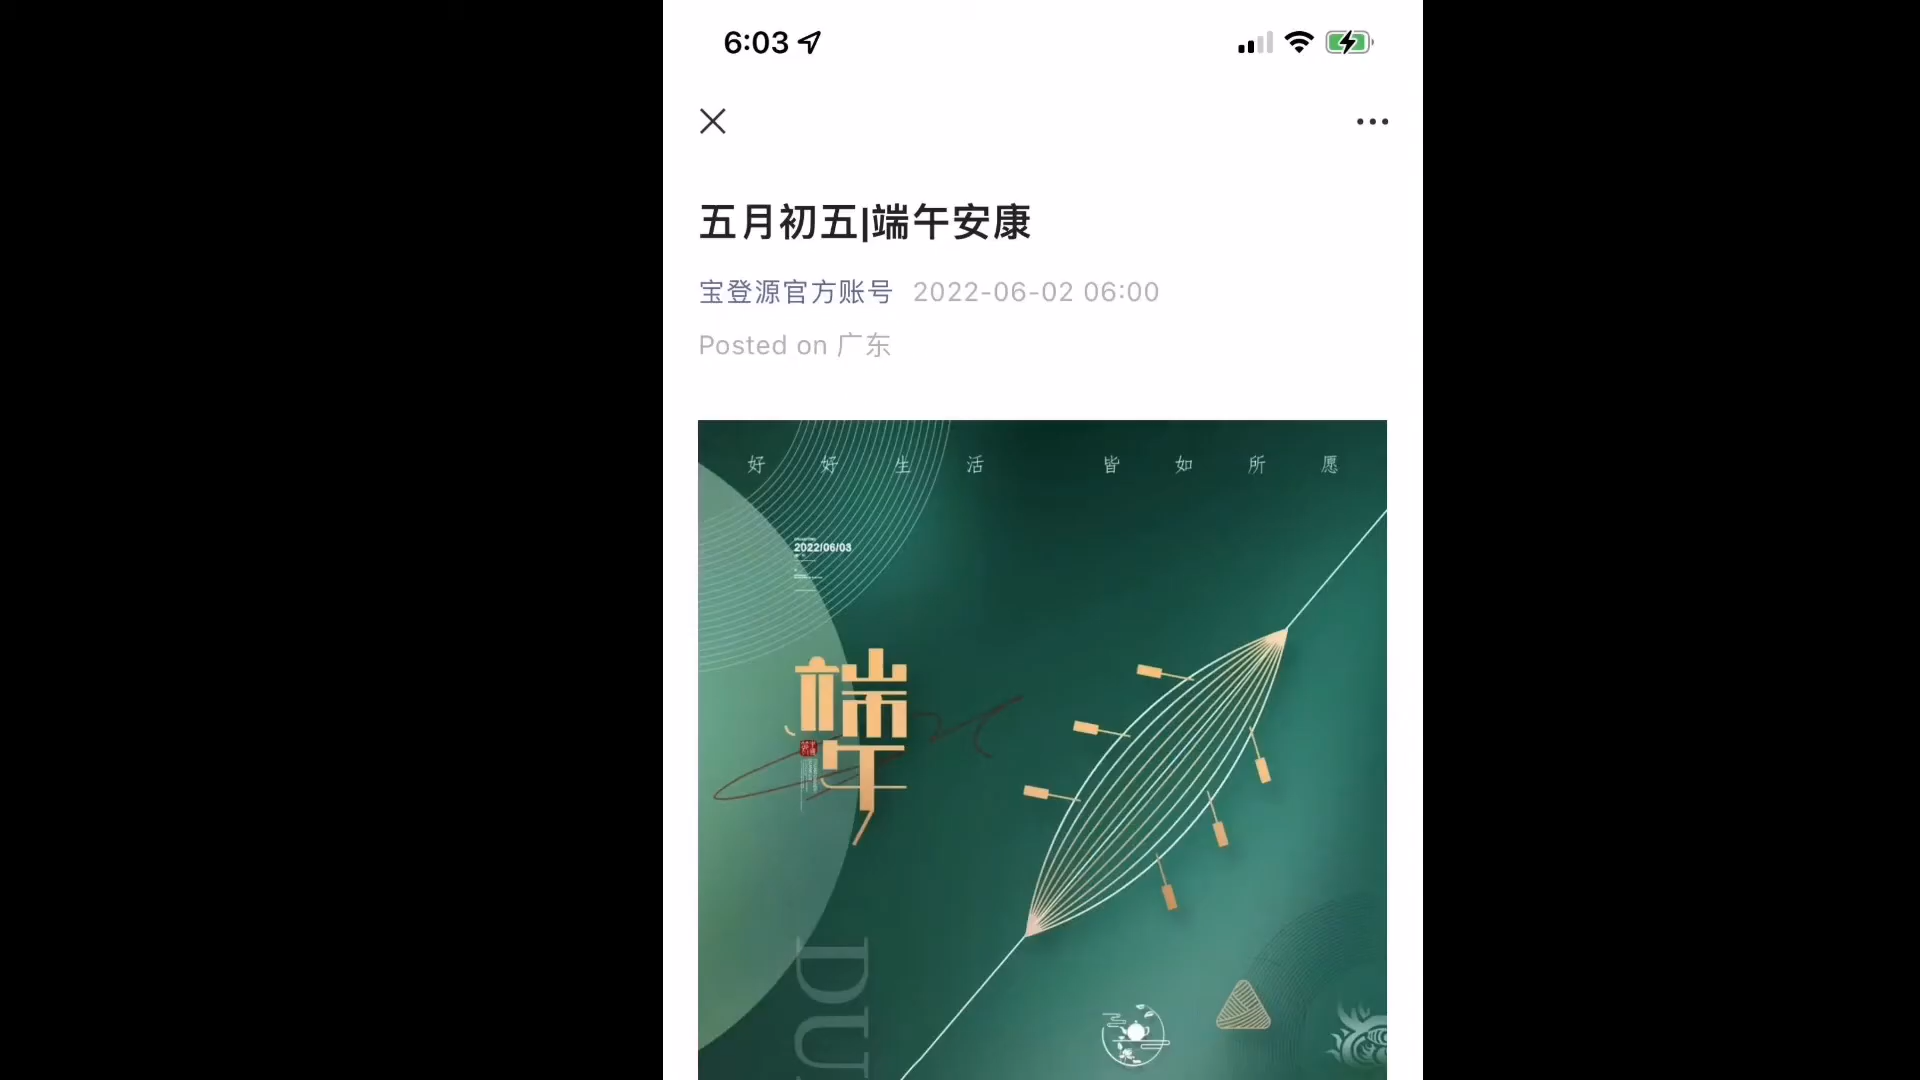 6:03
五月初五|端午安康
宝登源官方账号 2022-06-02 06:00
Posted on 广东
好好生活 皆如所愿
2022/06/03
端午
DU